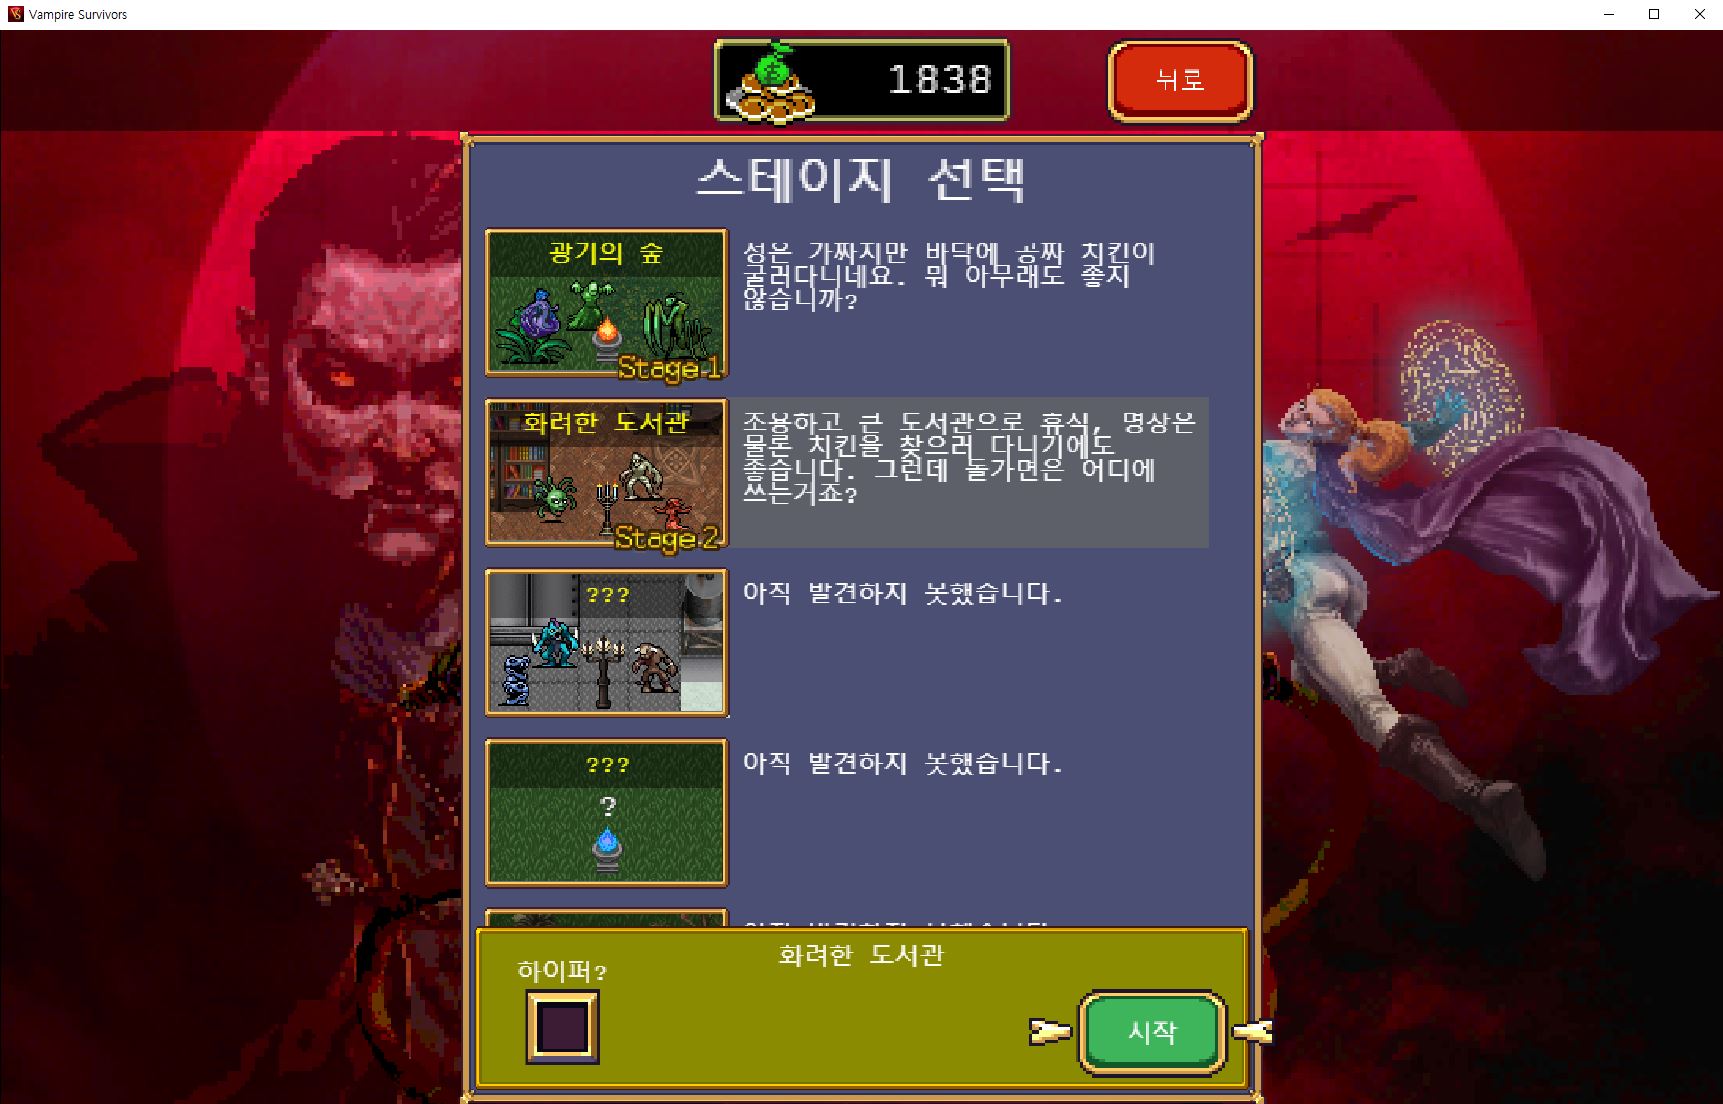 Vampire Survivors
1838
뒤로
스테이지 선택
광기의 숲
Stage 1
성은 가짜지만 바닥에 공짜 치킨이
굴러다니네요. 뭐 아무래도 좋지
않습니까?
화려한 도서관
Stage 2
조용하고 큰 도서관으로 휴식, 명상은
물론 치킨을 찾으러 다니기에도
좋습니다. 그런데 돌가면은 어디에
쓰는거죠?
???
아직 발견하지 못했습니다.
???
?
아직 발견하지 못했습니다.
화려한 도서관
하이퍼?
시작